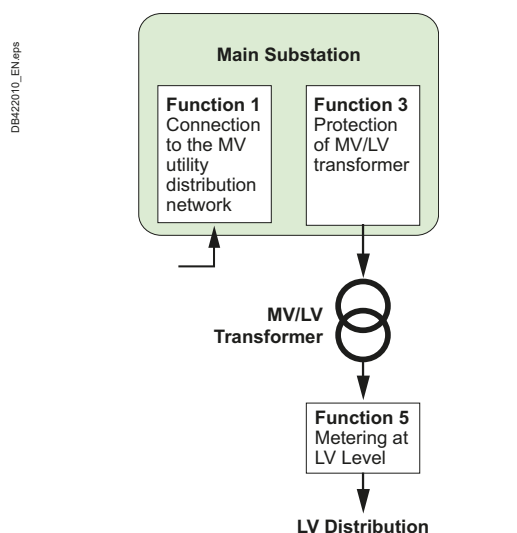 DB422010_EN.eps
Main Substation
Function 1
Connection
to the MV
utility
distribution
network
Function 3
Protection
of MV/LV
transformer
MV/LV
Transformer
Function 5
Metering at
LV Level
LV Distribution